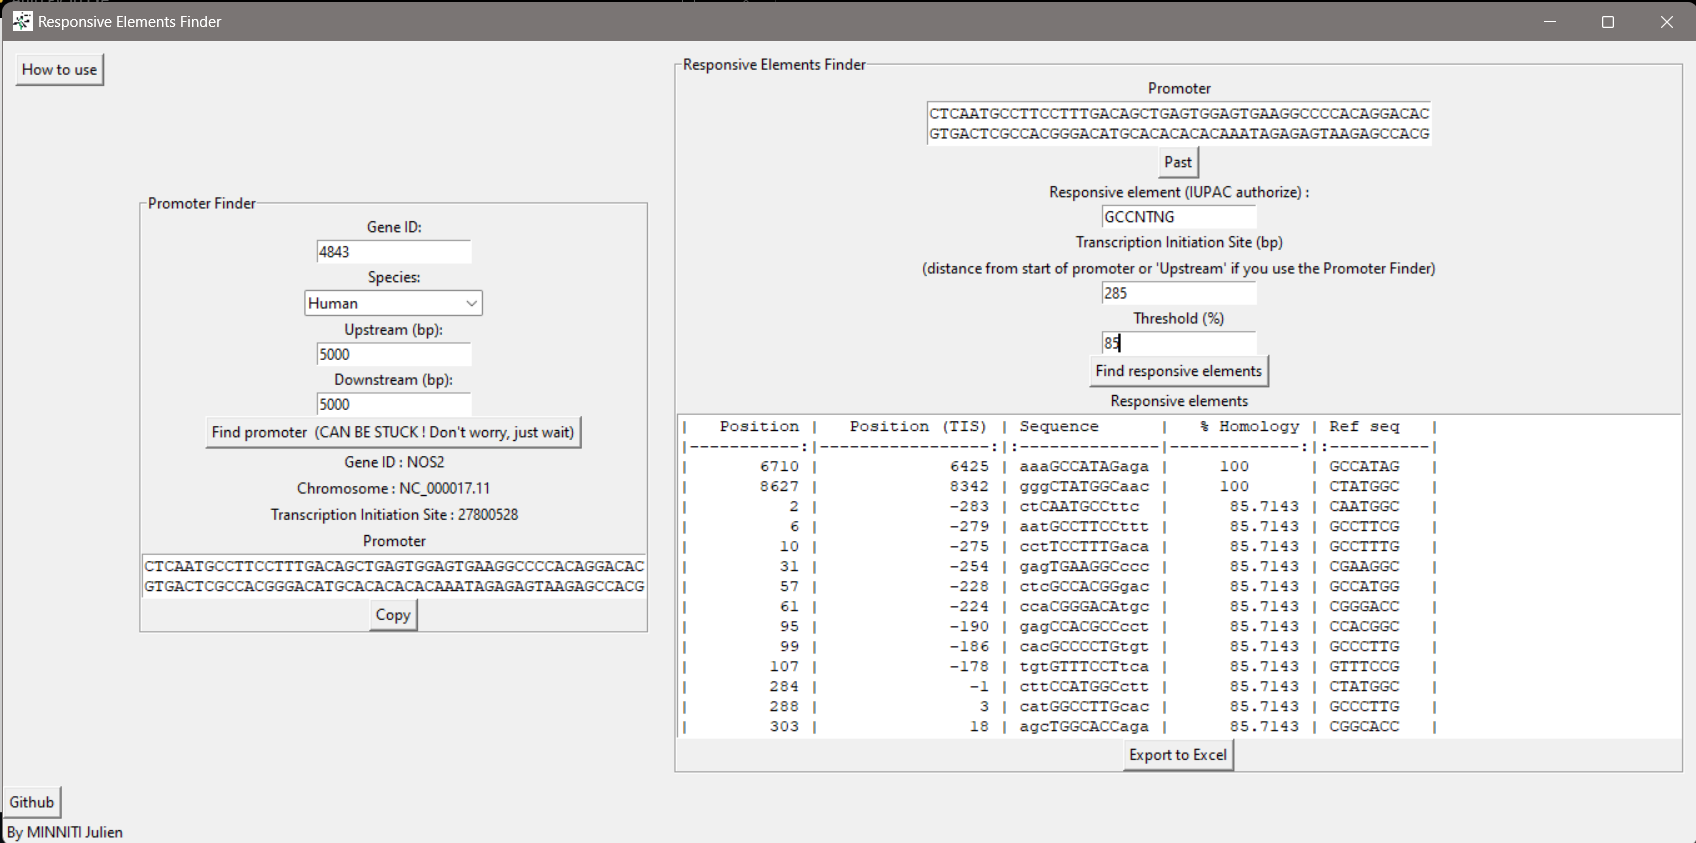 Responsive Elements Finder
How to use
Promoter Finder
Gene ID:
4843
Species:
Human
Upstream (bp):
5000
Downstream (bp):
5000
Find promoter  (CAN BE STUCK ! Don't worry, just wait)
Gene ID : NOS2
Chromosome : NC_000017.11
Transcription Initiation Site : 27800528
Promoter
CTCAATGCCTTCCTTTGACAGCTGAGTGGAGTGAAGGCCCCACAGGACAC
GTGACTCGCCACGGGACATGCACACACACAAATAGAGAGTAAGAGCCACG
Copy
Responsive Elements Finder
Promoter
CTCAATGCCTTCCTTTGACAGCTGAGTGGAGTGAAGGCCCCACAGGACAC
GTGACTCGCCACGGGACATGCACACACACAAATAGAGAGTAAGAGCCACG
Past
Responsive element (IUPAC authorize) :
GCCNTNG
Transcription Initiation Site (bp)
(distance from start of promoter or 'Upstream' if you use the Promoter Finder)
285
Threshold (%)
85
Find responsive elements
Responsive elements
| Position | Position (TIS) | Sequence | % Homology | Ref seq |
|-----------:|-----------------:|:--------------|-------------:|:----------|
| 6710 | 6425 | aaaGCCATAGaga | 100 | GCCATAG |
| 8627 | 8342 | gggCTATGGCaac | 100 | CTATGGC |
| 2 | -283 | ctCAATGCCttc | 85.7143 | CAATGGC |
| 6 | -279 | aatGCCTTCCttt | 85.7143 | GCCTTCG |
| 10 | -275 | cctTCCTTTGaca | 85.7143 | GCCTTTG |
| 31 | -254 | gagTGAAGGCccc | 85.7143 | CGAAGGC |
| 57 | -228 | ctcGCCACGGgac | 85.7143 | GCCATGG |
| 61 | -224 | ccaCGGGACAtgc | 85.7143 | CGGGACC |
| 95 | -190 | gagCCACGCCcct | 85.7143 | CCACGGC |
| 99 | -186 | cacGCCCCTGtgt | 85.7143 | GCCCTTG |
| 107 | -178 | tgtGTTTCCTtca | 85.7143 | GTTTCCG |
| 284 | -1 | cttCCATGGCctt | 85.7143 | CTATGGC |
| 288 | 3 | catGGCCTTGcac | 85.7143 | GCCCTTG |
| 303 | 18 | agcTGGCACCaga | 85.7143 | CGGCACC |
Export to Excel
Github
By MINNITI Julien